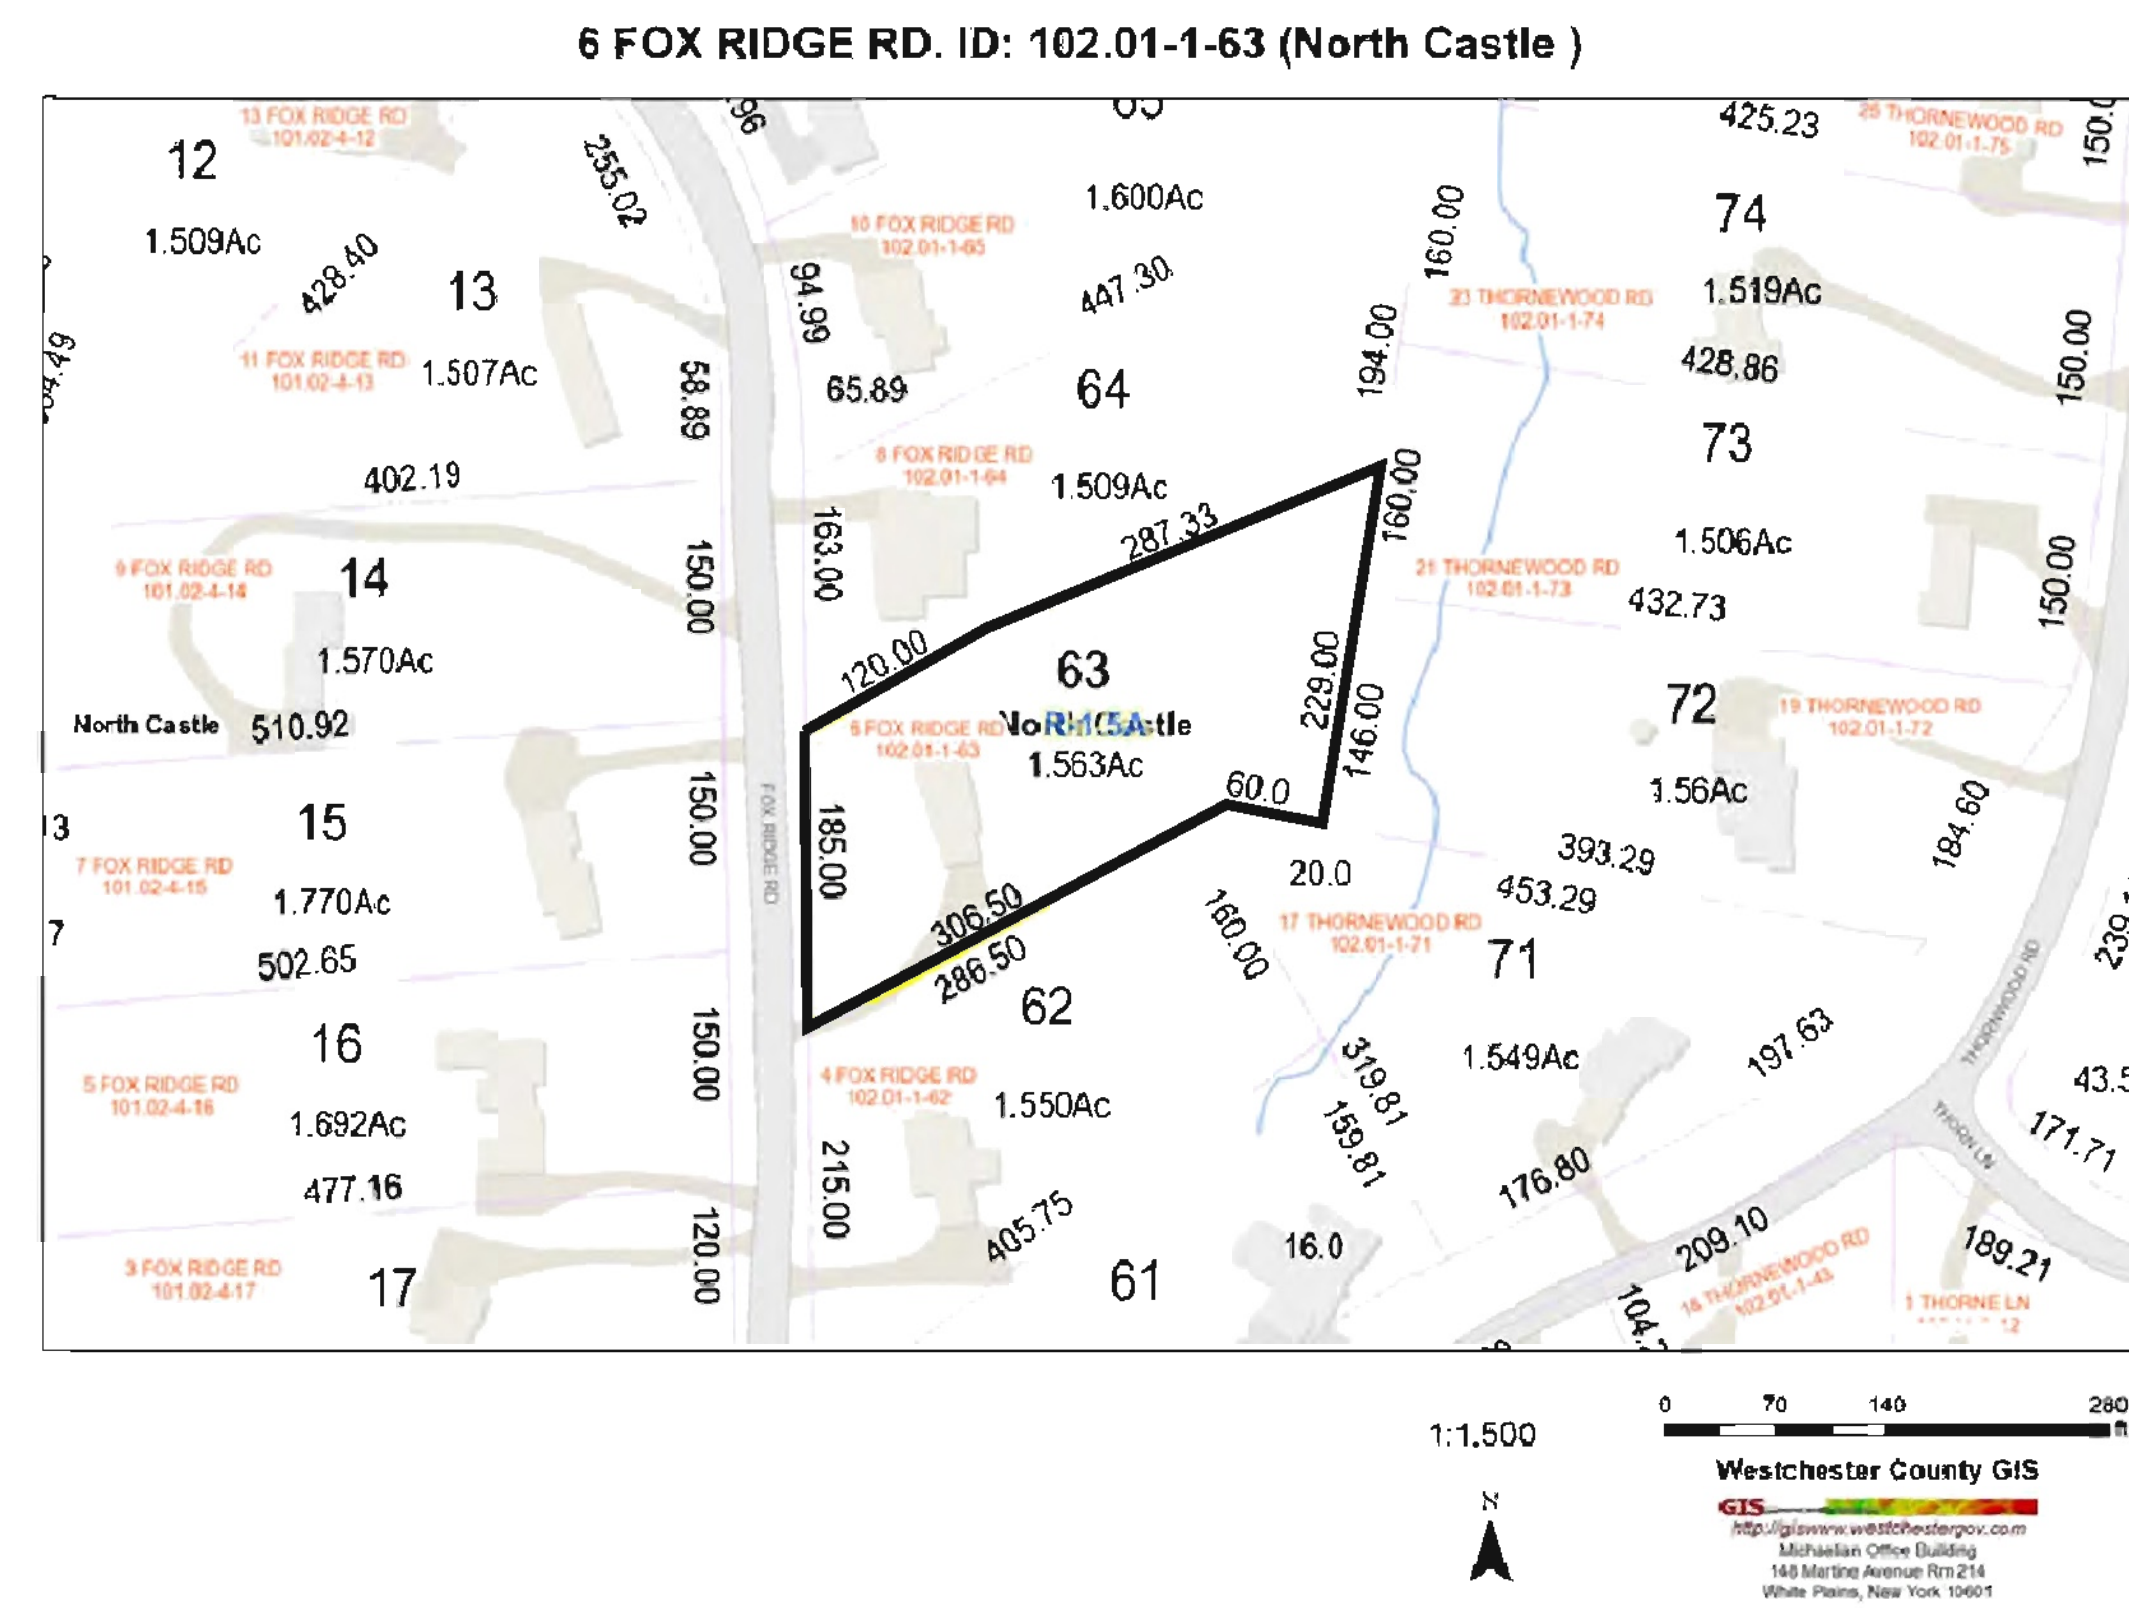 6 FOX RIDGE RD. ID: 102.01-1-63 (North Castle )
13 FOX RIDGE RD
101.02-4-12
12
1.509Ac
428.40
255.02
96
1.600Ac
425.23
25 THORNEWOOD RD
102.01-1-75
150.0
13
11 FOX RIDGE RD
101.02-4-13
1.507Ac
58.89
94.99
10 FOX RIDGE RD
102.01-1-65
447.30
65.89
160.00
194.00
74
23 THORNEWOOD RD
102.01-1-74
1.519Ac
428.86
150.00
402.19
64
8 FOX RIDGE RD
102.01-1-64
1.509Ac
163.00
287.33
160.00
73
1.506Ac
21 THORNEWOOD RD
102.01-1-73
432.73
150.00
9 FOX RIDGE RD
101.02-4-14
14
1.570Ac
150.00
120.00
63
6 FOX RIDGE RD
102.01-1-63
1.563Ac
229.00
146.00
72
19 THORNEWOOD RD
102.01-1-72
1.56Ac
184.60
North Castle
510.92
13
15
7 FOX RIDGE RD
101.02-4-15
1.770Ac
150.00
FOX RIDGE RD
185.00
60.0
20.0
306.50
286.50
393.29
453.29
7
502.65
160.00
17 THORNEWOOD RD
102.01-1-71
71
1.549Ac
THORNWOOD RD
16
5 FOX RIDGE RD
101.02-4-16
1.692Ac
150.00
62
4 FOX RIDGE RD
102.01-1-62
1.550Ac
319.81
159.81
197.63
43.5
THORN LN
171.71
477.16
215.00
405.75
176.80
209.10
189.21
3 FOX RIDGE RD
101.02-4-17
17
120.00
61
16.0
104.
102.01-1-43
1 THORNE LN
1:1.500
0 70 140 280
ft
N
Westchester County GIS
GIS
http://giswww.westchestergov.com
Michaelian Office Building
148 Martine Avenue Rm 214
White Plains, New York 10601